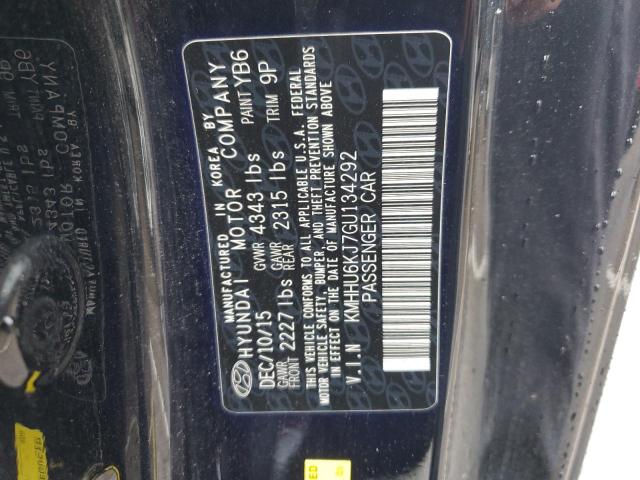 MANUFACTURED IN KOREA BY
HYUNDAI MOTOR COMPANY
DEC/10/15 GVWR 4343 lbs PAINT YB6
GAWR FRONT 2227 lbs GAWR REAR 2315 lbs TRIM 9P
THIS VEHICLE CONFORMS TO ALL APPLICABLE U.S.A. FEDERAL
MOTOR VEHICLE SAFETY, BUMPER, AND THEFT PREVENTION STANDARDS
IN EFFECT ON THE DATE OF MANUFACTURE SHOWN ABOVE
V.I.N KMHHU6KJ7GU134292
PASSENGER CAR
ED